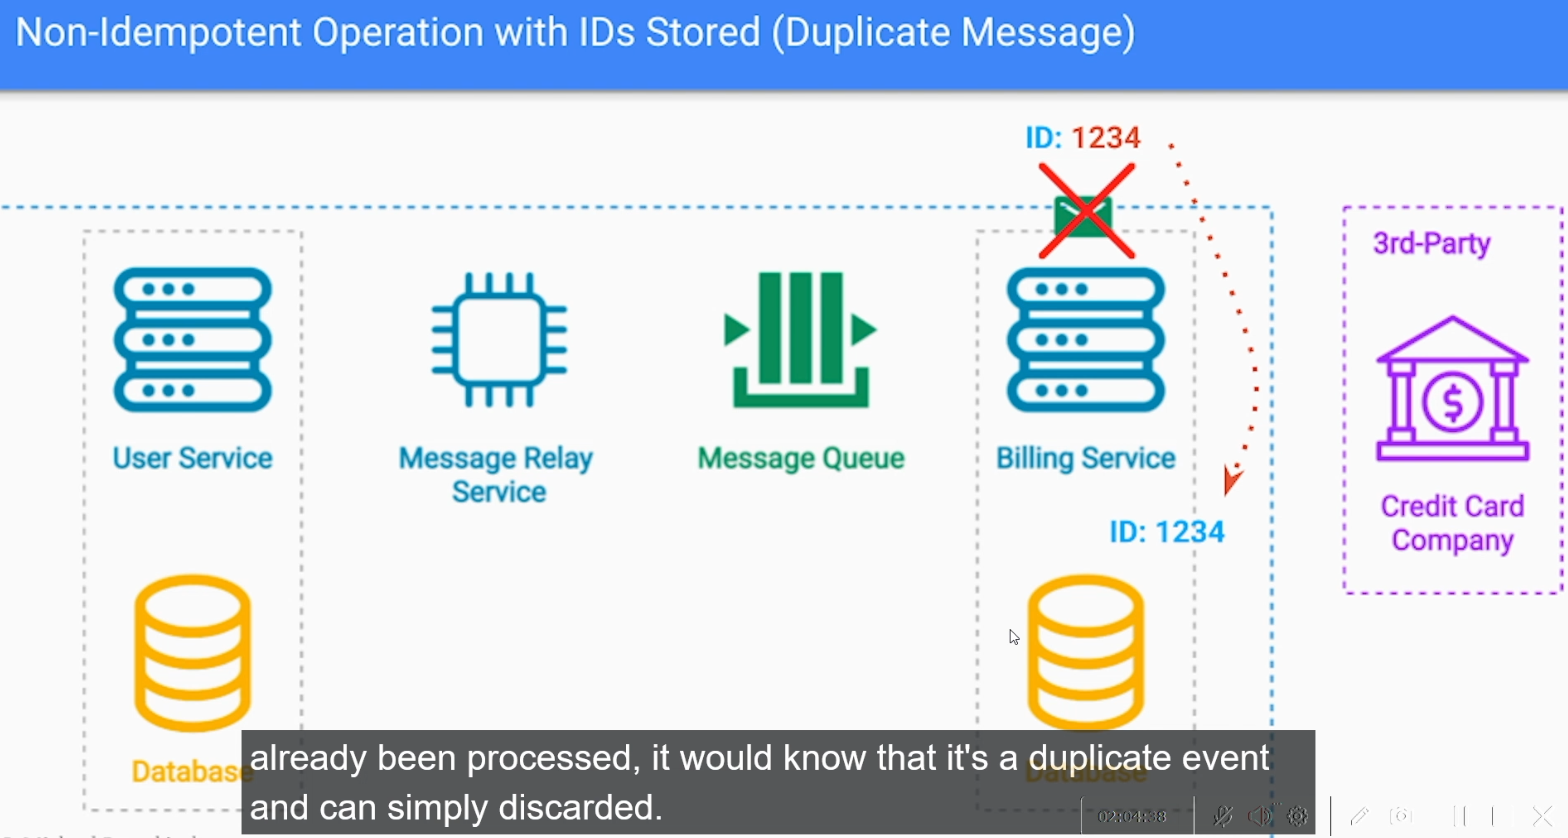 Non-Idempotent Operation with IDs Stored (Duplicate Message)
ID: 1234
3rd-Party
User Service
Message Relay
Service
Message Queue
Billing Service
Credit Card
Company
ID: 1234
Database
Database
already been processed, it would know that it's a duplicate event
and can simply discarded.
02:04:38